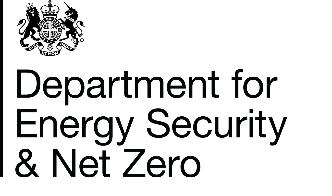 Department for
Energy Security
& Net Zero